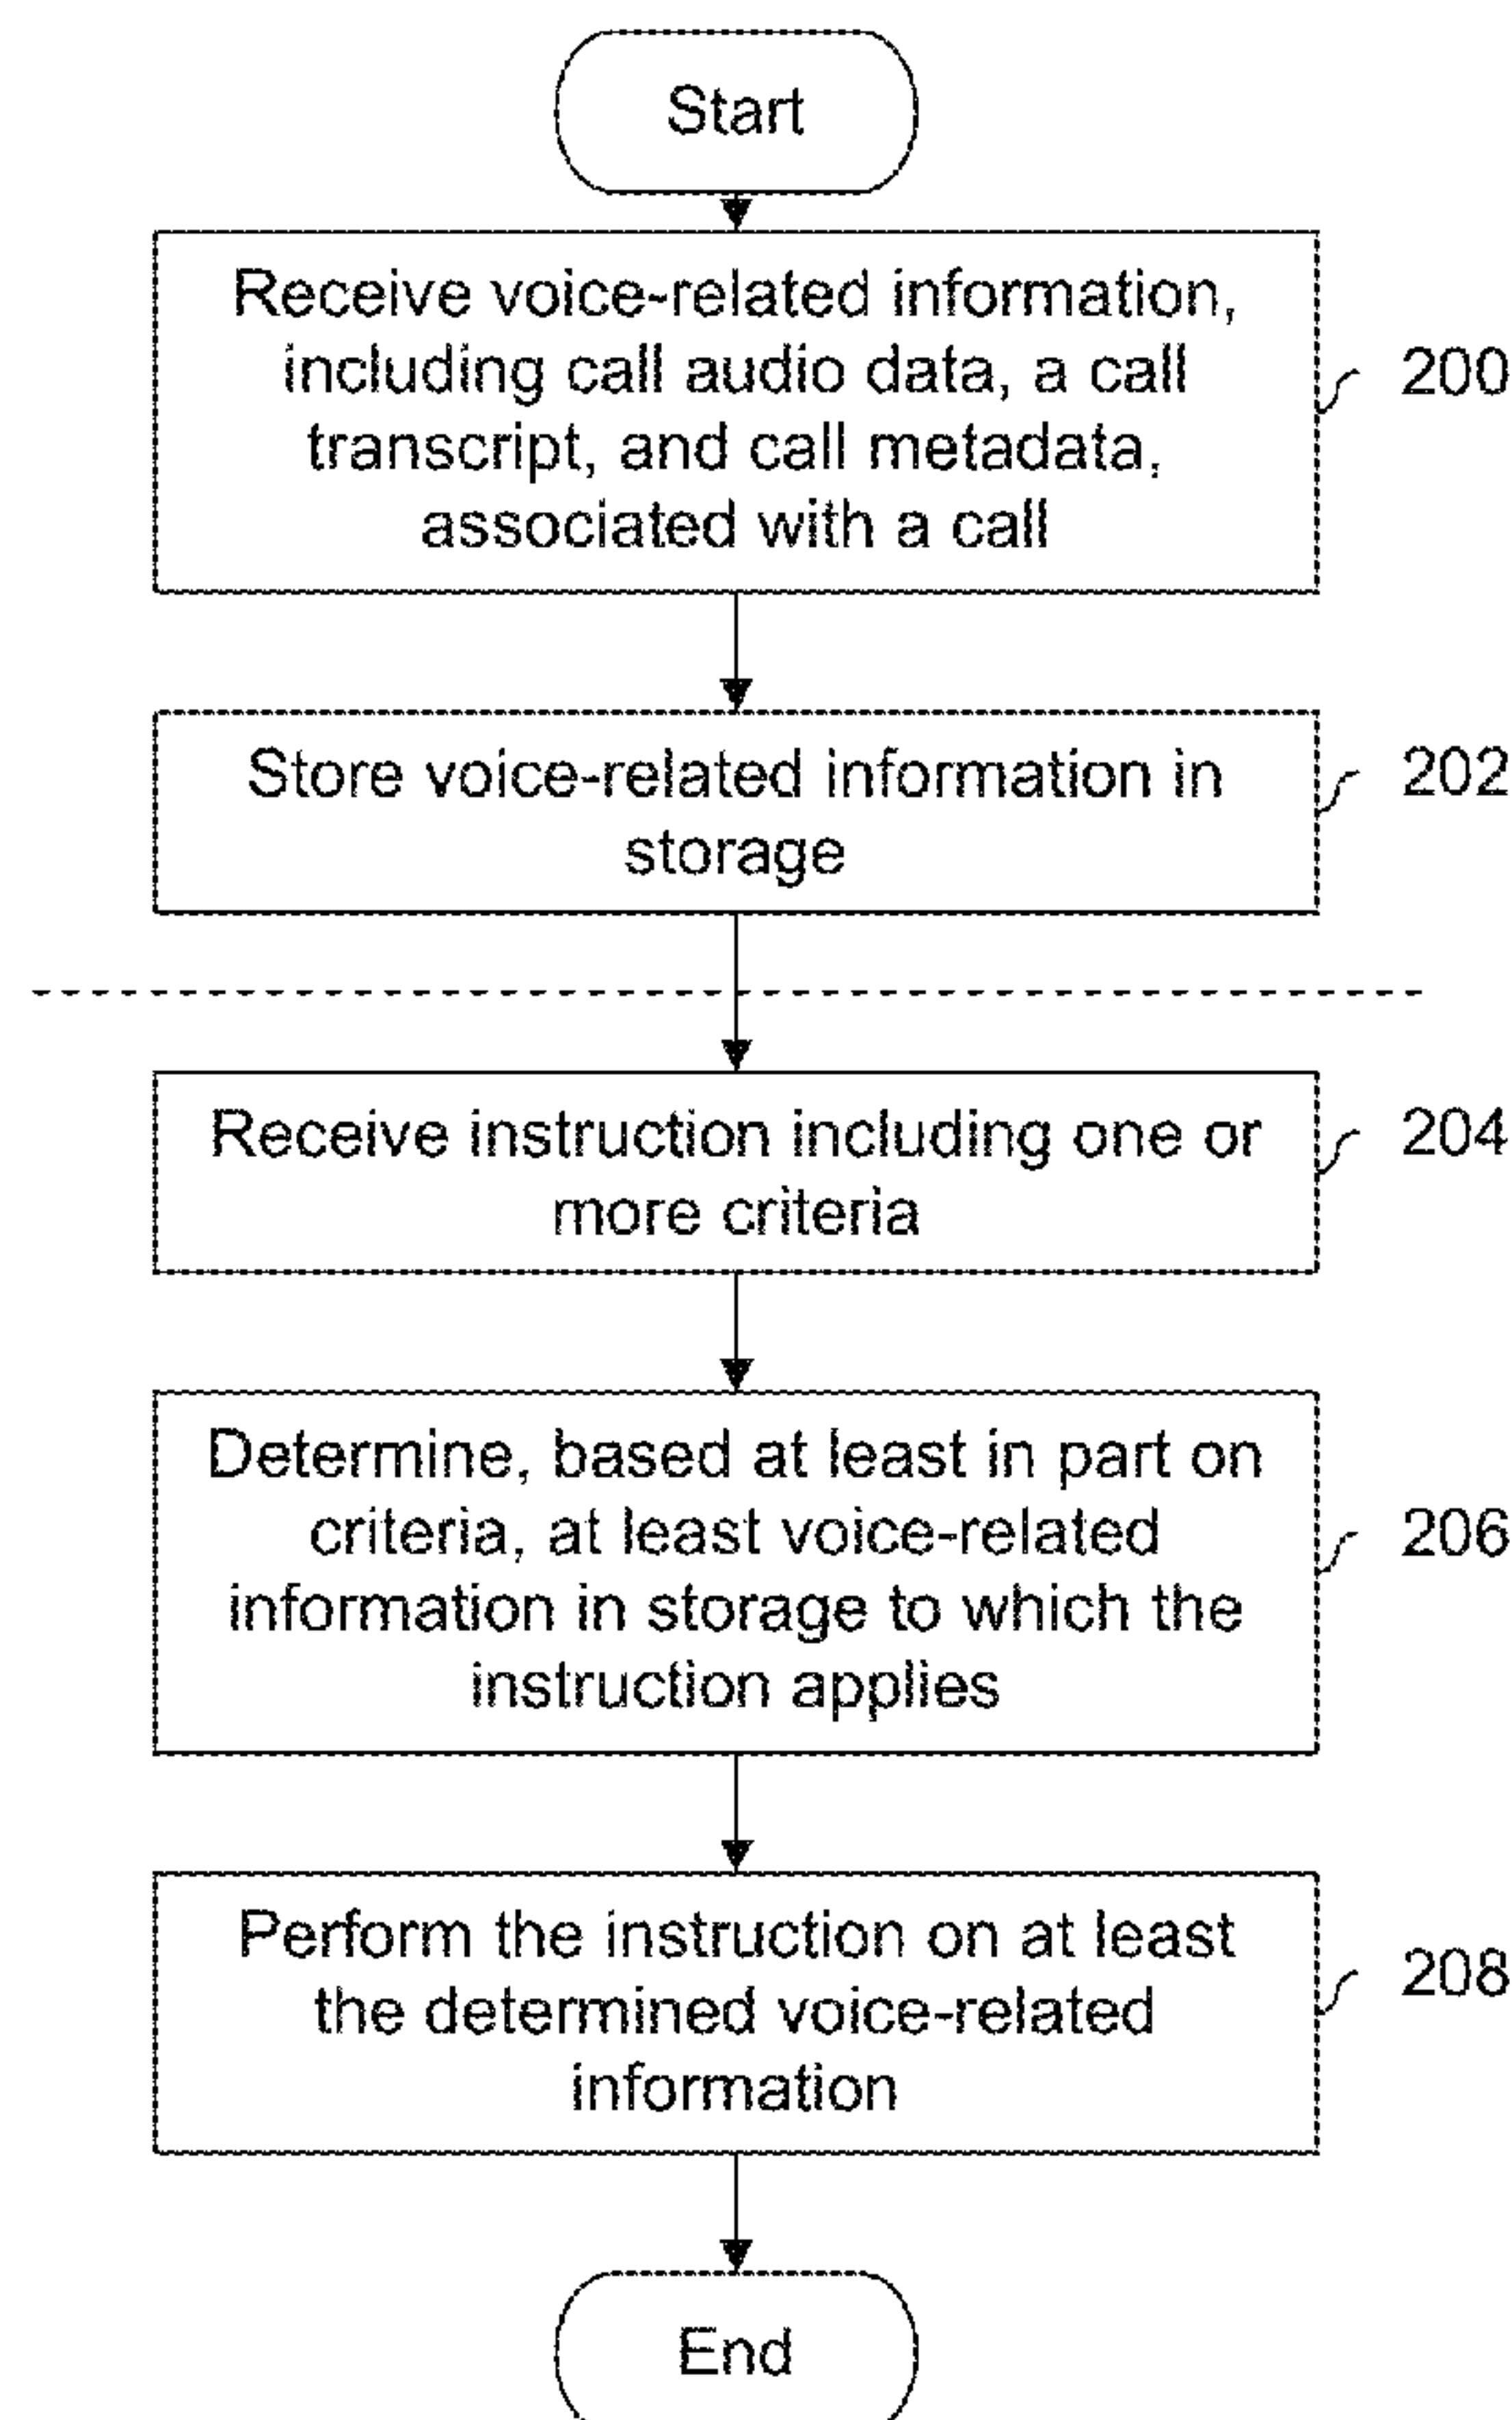 Start
Receive voice-related information,
including call audio data, a call
transcript, and call metadata,
associated with a call
200
Store voice-related information in
storage
202
Receive instruction including one or
more criteria
204
Determine, based at least in part on
criteria, at least voice-related
information in storage to which the
instruction applies
206
Perform the instruction on at least
the determined voice-related
information
208
End